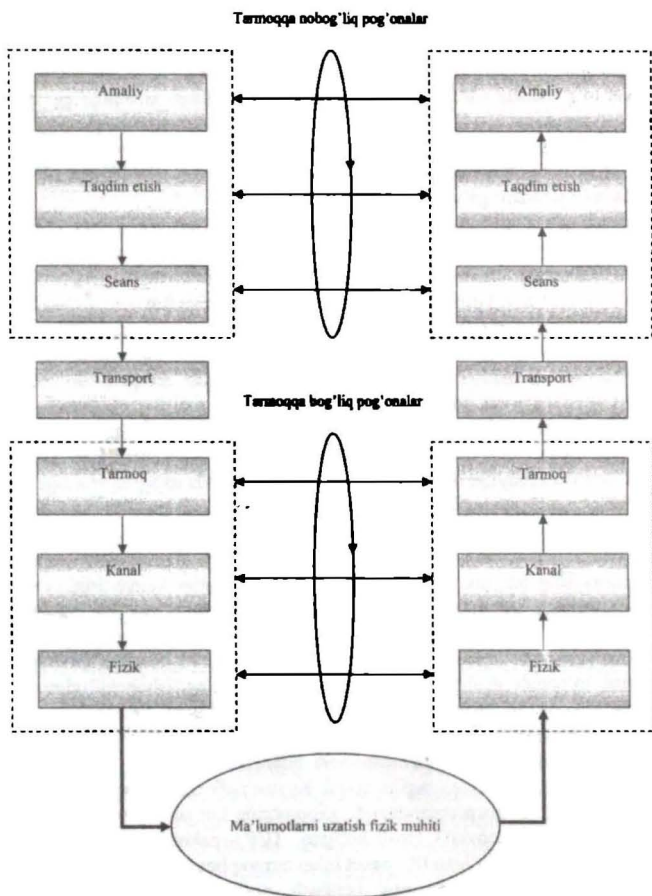 Tarmoqqa nobog'liq pog'onalar
Amaliy
Amaliy
Taqdim etish
Taqdim etish
Seans
Seans
Transport
Transport
Tarmoqqa bog'liq pog'onalar
Tarmoq
Tarmoq
Kanal
Kanal
Fizik
Fizik
Ma'lumotlarni uzatish fizik muhiti